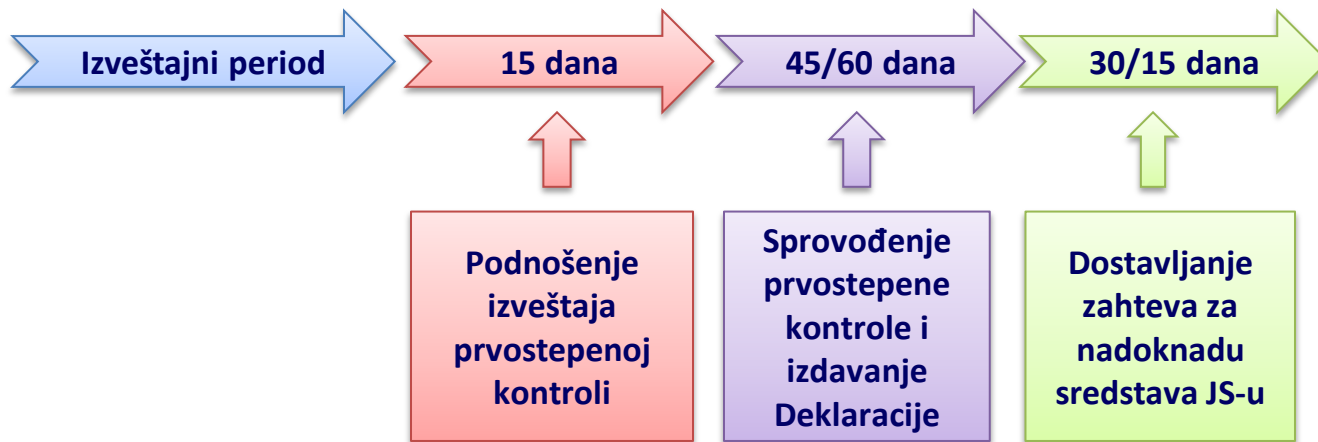 Izveštajni period
15 dana
45/60 dana
30/15 dana
Podnošenje
izveštaja
prvostepenoj
kontroli
Sprovođenje
prvostepene
kontrole i
izdavanje
Deklaracije
Dostavljanje
zahteva za
nadoknadu
sredstava JS-u